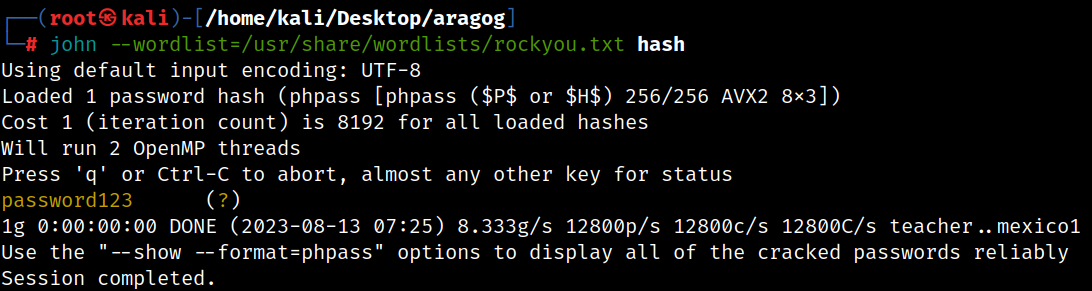 ┌──(root㉿kali)-[/home/kali/Desktop/aragog]
└─# john --wordlist=/usr/share/wordlists/rockyou.txt hash
Using default input encoding: UTF-8
Loaded 1 password hash (phpass [phpass ($P$ or $H$) 256/256 AVX2 8x3])
Cost 1 (iteration count) is 8192 for all loaded hashes
Will run 2 OpenMP threads
Press 'q' or Ctrl-C to abort, almost any other key for status
password123      (?)
1g 0:00:00:00 DONE (2023-08-13 07:25) 8.333g/s 12800p/s 12800c/s 12800C/s teacher..mexico1
Use the "--show --format=phpass" options to display all of the cracked passwords reliably
Session completed.